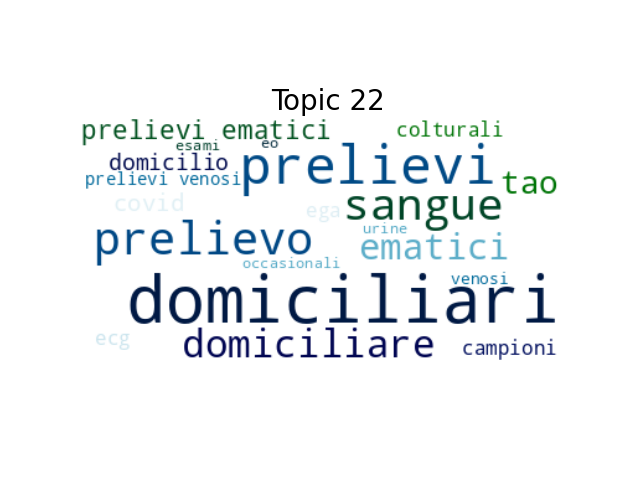 Topic 22
prelievi ematici
colturali
esami
eo
domicilio
prelievi
prelievi venosi
tao
covid
ega
sangue
urine
prelievo
ematici
occasionali
venosi
domiciliari
ecg
domiciliare
campioni